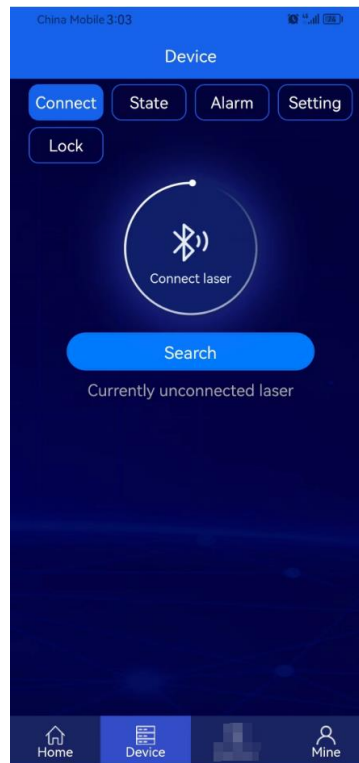 China Mobile 3:03
Device
Connect State Alarm Setting
Lock
Connect laser
Search
Currently unconnected laser
Home Device Mine